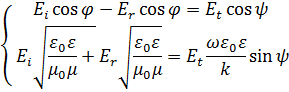 E_i cos φ − E_r cos φ = E_t cos ψ
E_i √(ε₀ε/μ₀μ) + E_r √(ε₀ε/μ₀μ) = E_t (ωε₀ε/k) sin ψ